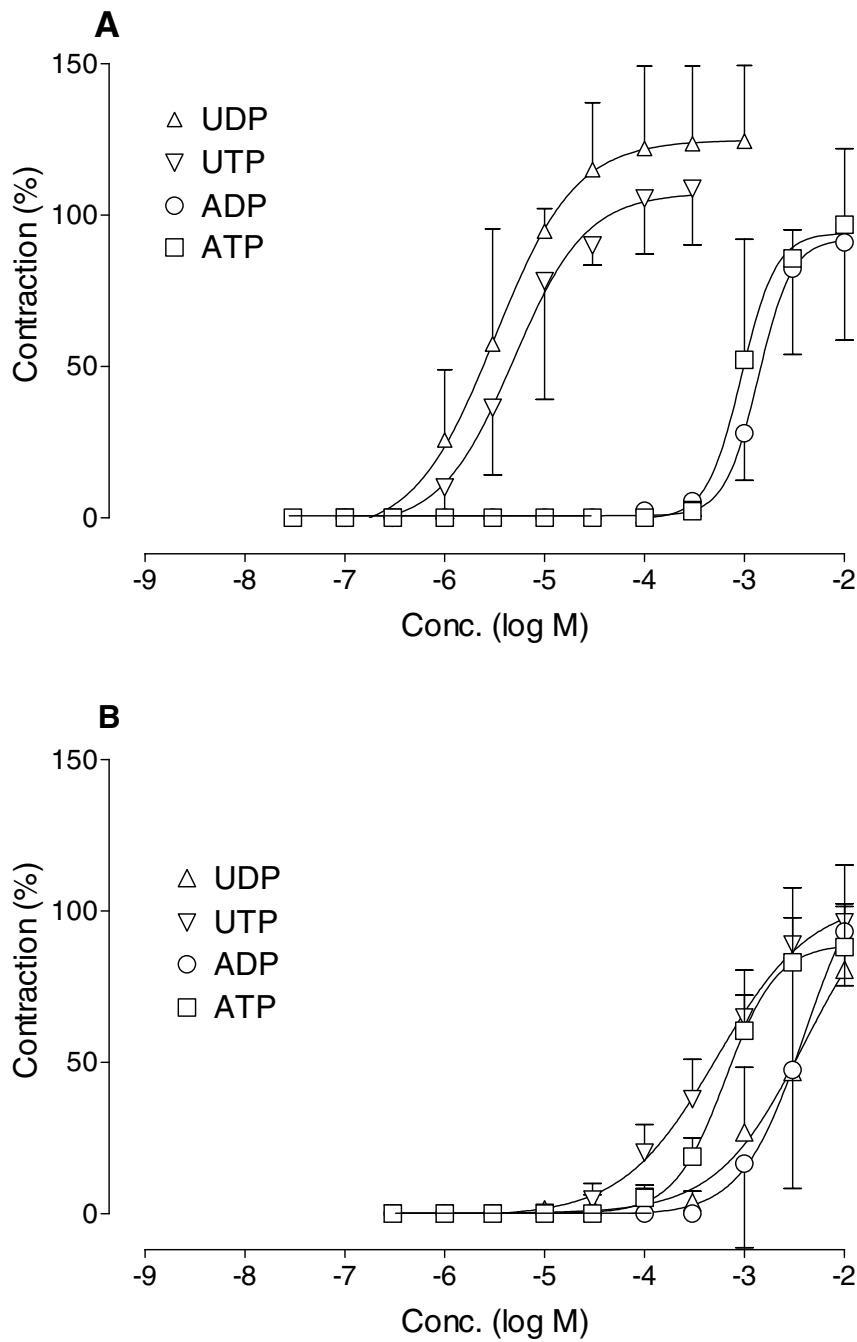 A
150
100
50
0
Contraction (%)
UDP
UTP
ADP
ATP
-9 -8 -7 -6 -5 -4 -3 -2
Conc. (log M)
B
150
100
50
0
Contraction (%)
UDP
UTP
ADP
ATP
-9 -8 -7 -6 -5 -4 -3 -2
Conc. (log M)